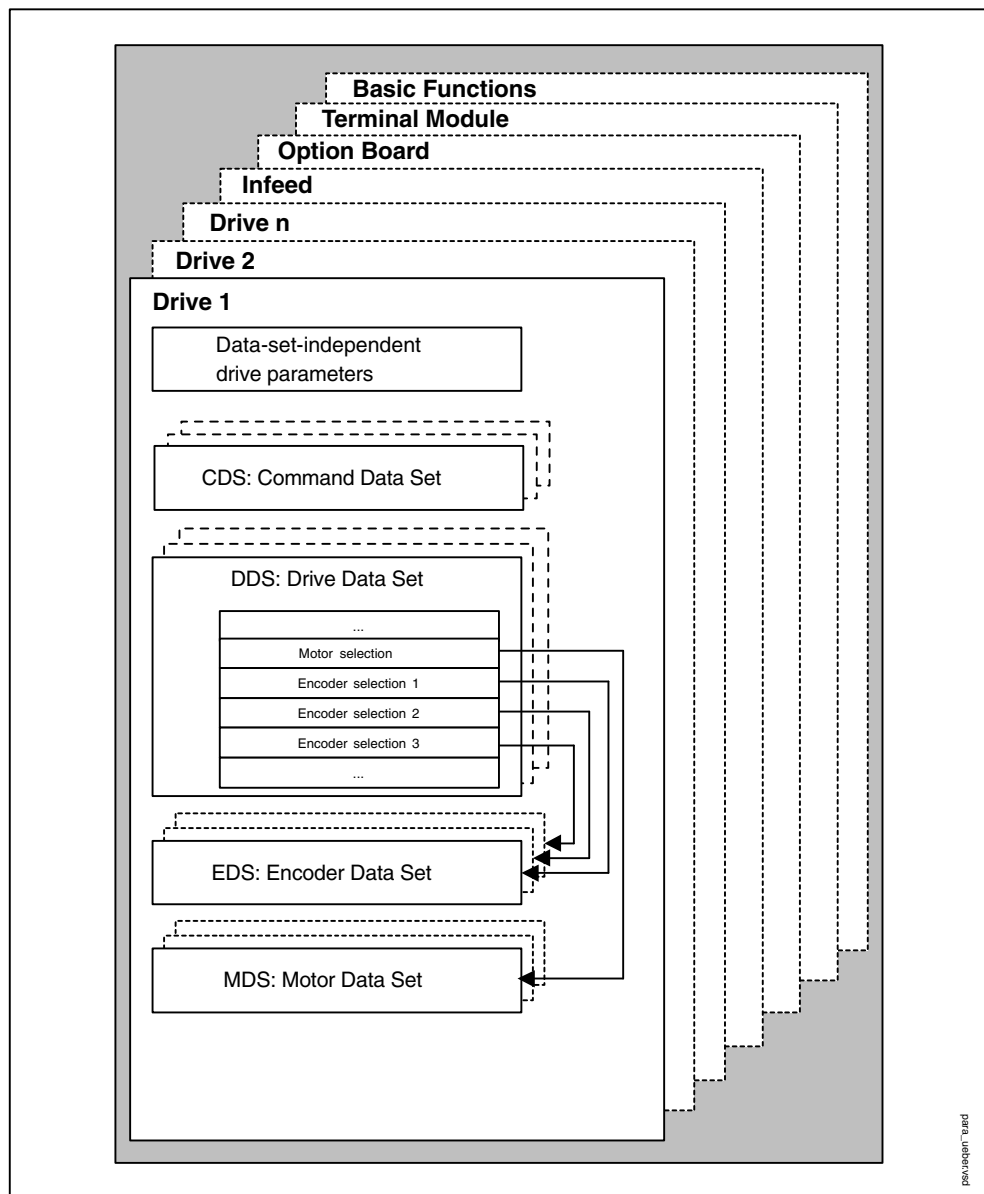 Basic Functions
Terminal Module
Option Board
Infeed
Drive n
Drive 2
Drive 1
Data-set-independent
drive parameters
CDS: Command Data Set
DDS: Drive Data Set
...
Motor selection
Encoder selection 1
Encoder selection 2
Encoder selection 3
...
EDS: Encoder Data Set
MDS: Motor Data Set
para_ueber.vsd